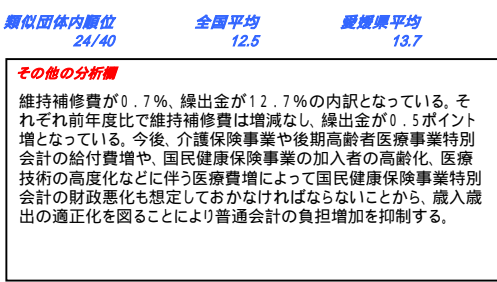 類似団体内順位 全国平均 愛媛県平均
24/40 12.5 13.7
その他の分析欄
維持補修費が０.７％、繰出金が１２.７％の内訳となっている。そ
れぞれ前年度比で維持補修費は増減なし、繰出金が０.５ポイント
増となっている。今後、介護保険事業や後期高齢者医療事業特別
会計の給付費増や、国民健康保険事業の加入者の高齢化、医療
技術の高度化などに伴う医療費増によって国民健康保険事業特別
会計の財政悪化も想定しておかなければならないことから、歳入歳
出の適正化を図ることにより普通会計の負担増加を抑制する。